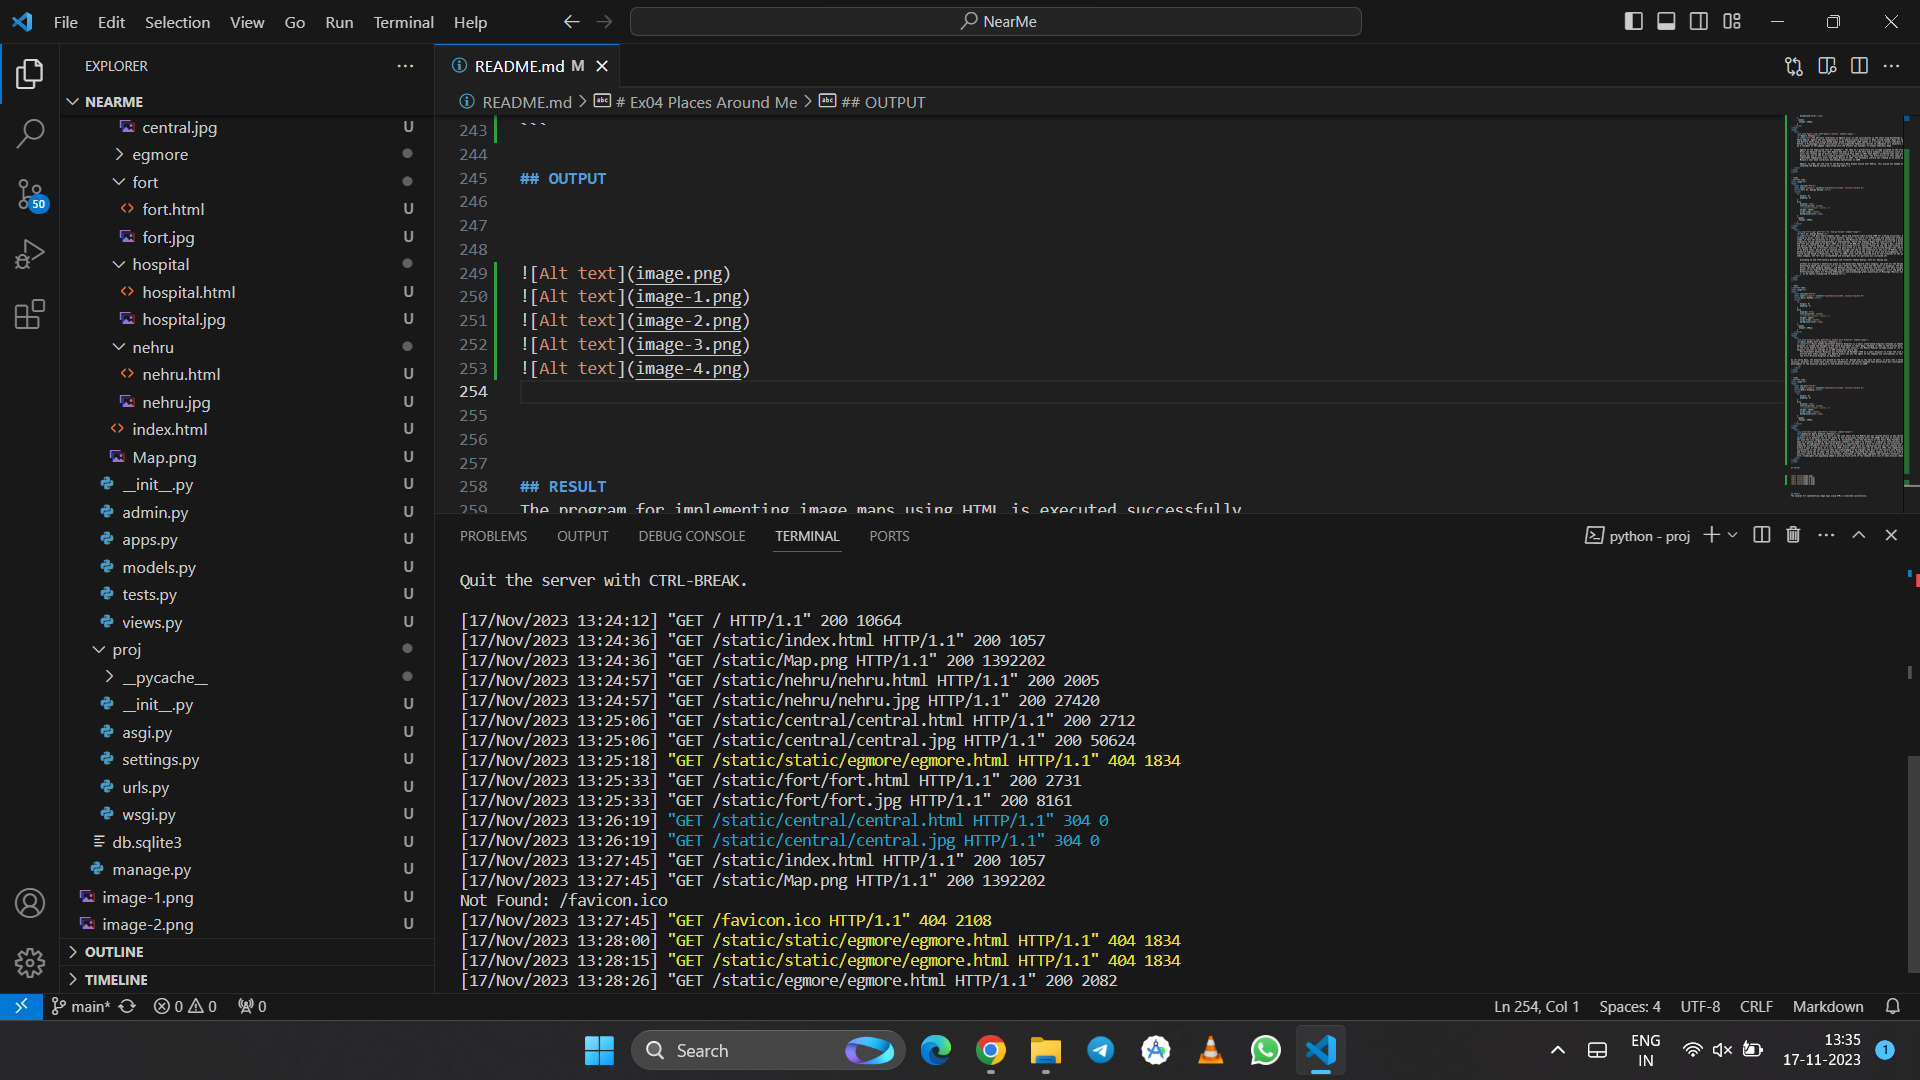 File Edit Selection View Go Run Terminal Help
NearMe
EXPLORER
NEARME
central.jpg U
egmore
fort
fort.html U
fort.jpg U
hospital
hospital.html U
hospital.jpg U
nehru
nehru.html U
nehru.jpg U
index.html U
Map.png U
__init__.py U
admin.py U
apps.py U
models.py U
tests.py U
views.py U
proj
__pycache__
__init__.py U
asgi.py U
settings.py U
urls.py U
wsgi.py U
db.sqlite3 U
manage.py U
image-1.png U
image-2.png U
OUTLINE
TIMELINE
50
README.md M
README.md > # Ex04 Places Around Me > ## OUTPUT
243 ```
244
245 ## OUTPUT
246
247
248
249 ![Alt text](image.png)
250 ![Alt text](image-1.png)
251 ![Alt text](image-2.png)
252 ![Alt text](image-3.png)
253 ![Alt text](image-4.png)
254
255
256
257
258 ## RESULT
259 The program for implementing image maps using HTML is executed successfully
PROBLEMS OUTPUT DEBUG CONSOLE TERMINAL PORTS
python - proj
Quit the server with CTRL-BREAK.
[17/Nov/2023 13:24:12] "GET / HTTP/1.1" 200 10664
[17/Nov/2023 13:24:36] "GET /static/index.html HTTP/1.1" 200 1057
[17/Nov/2023 13:24:36] "GET /static/Map.png HTTP/1.1" 200 1392202
[17/Nov/2023 13:24:57] "GET /static/nehru/nehru.html HTTP/1.1" 200 2005
[17/Nov/2023 13:24:57] "GET /static/nehru/nehru.jpg HTTP/1.1" 200 27420
[17/Nov/2023 13:25:06] "GET /static/central/central.html HTTP/1.1" 200 2712
[17/Nov/2023 13:25:06] "GET /static/central/central.jpg HTTP/1.1" 200 50624
[17/Nov/2023 13:25:18] "GET /static/static/egmore/egmore.html HTTP/1.1" 404 1834
[17/Nov/2023 13:25:33] "GET /static/fort/fort.html HTTP/1.1" 200 2731
[17/Nov/2023 13:25:33] "GET /static/fort/fort.jpg HTTP/1.1" 200 8161
[17/Nov/2023 13:26:19] "GET /static/central/central.html HTTP/1.1" 304 0
[17/Nov/2023 13:26:19] "GET /static/central/central.jpg HTTP/1.1" 304 0
[17/Nov/2023 13:27:45] "GET /static/index.html HTTP/1.1" 200 1057
[17/Nov/2023 13:27:45] "GET /static/Map.png HTTP/1.1" 200 1392202
Not Found: /favicon.ico
[17/Nov/2023 13:27:45] "GET /favicon.ico HTTP/1.1" 404 2108
[17/Nov/2023 13:28:00] "GET /static/static/egmore/egmore.html HTTP/1.1" 404 1834
[17/Nov/2023 13:28:15] "GET /static/static/egmore/egmore.html HTTP/1.1" 404 1834
[17/Nov/2023 13:28:26] "GET /static/egmore/egmore.html HTTP/1.1" 200 2082
main* 0 0 0
Ln 254, Col 1 Spaces: 4 UTF-8 CRLF Markdown
Search
ENG
IN
13:35
17-11-2023
1